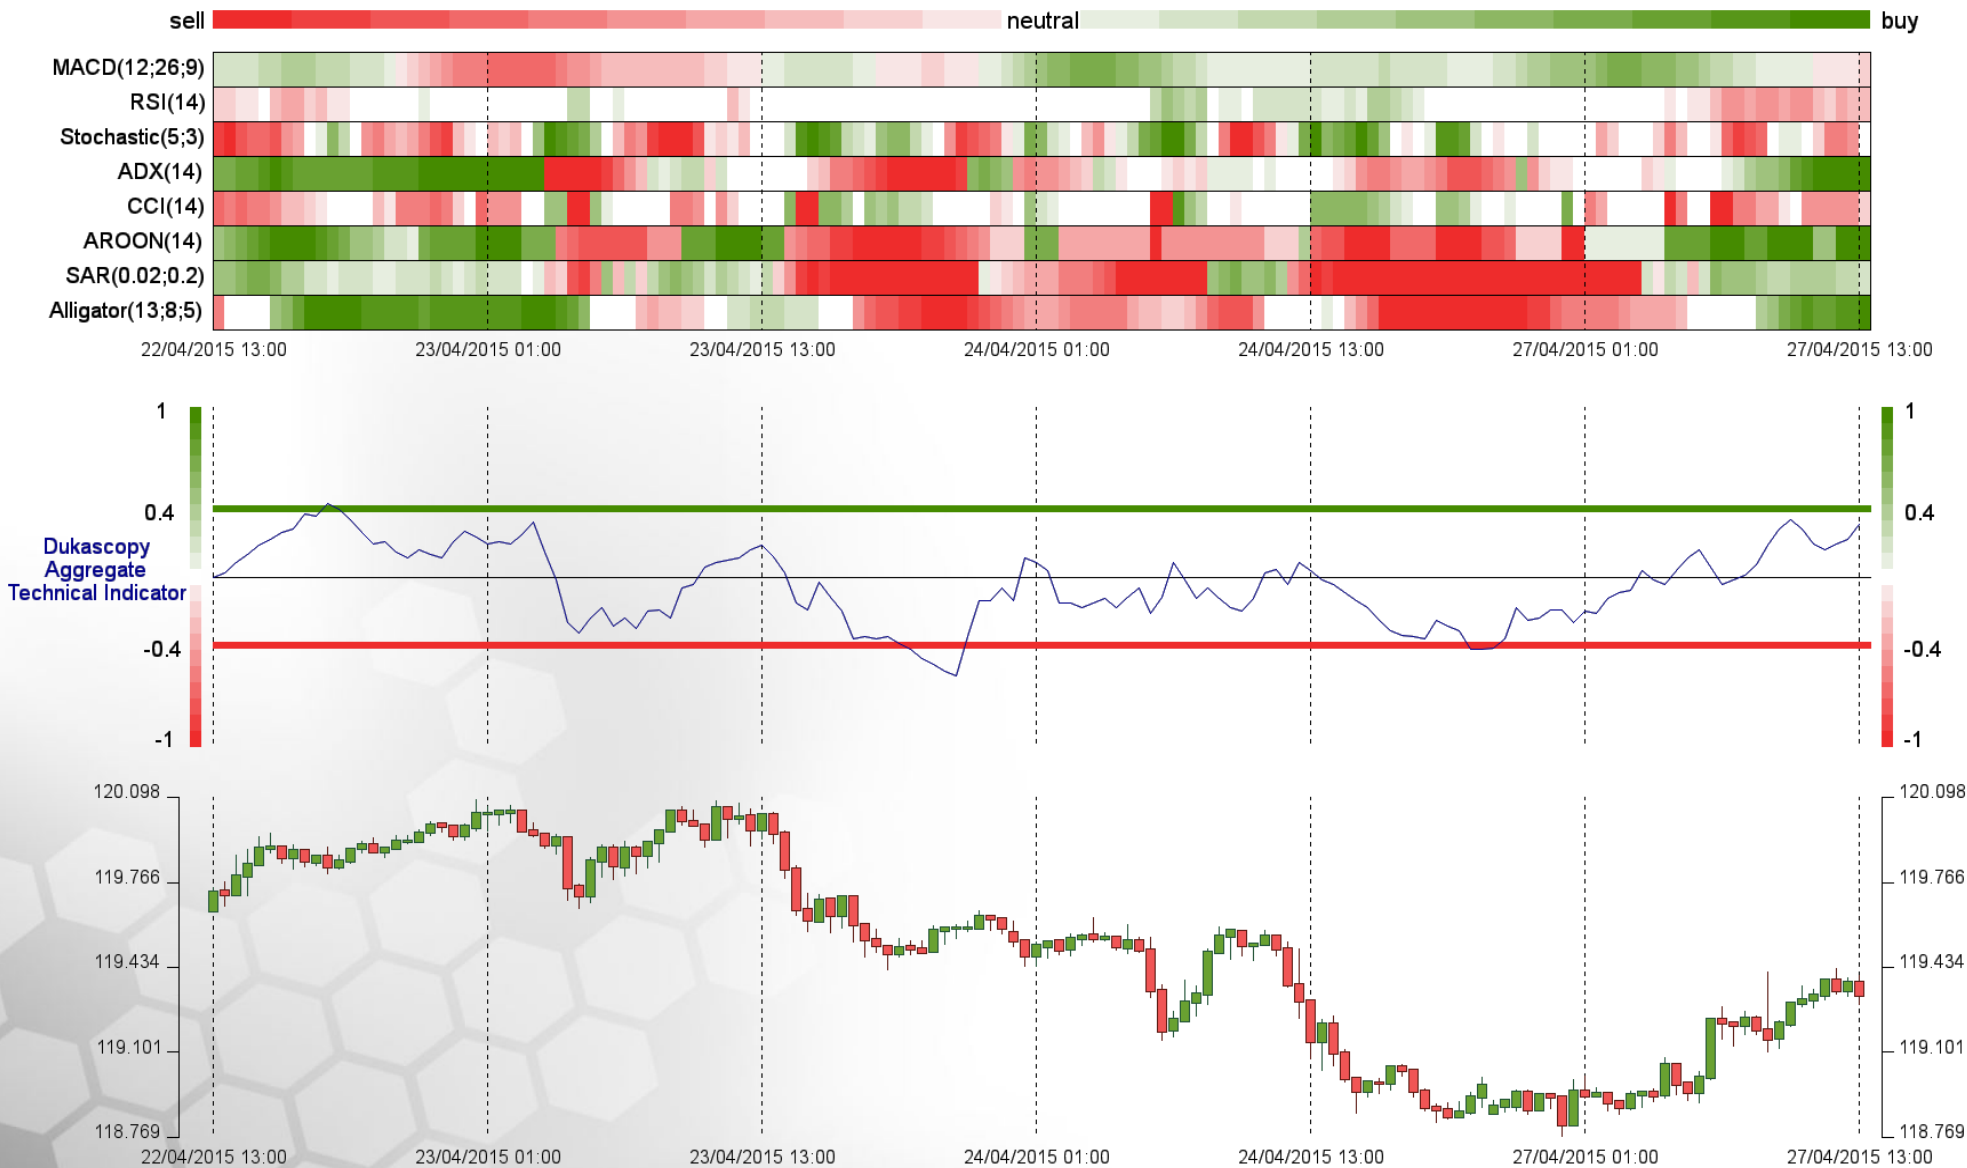 sell neutral buy
MACD(12;26;9)
RSI(14)
Stochastic(5;3)
ADX(14)
CCI(14)
AROON(14)
SAR(0.02;0.2)
Alligator(13;8;5)
22/04/2015 13:00 23/04/2015 01:00 23/04/2015 13:00 24/04/2015 01:00 24/04/2015 13:00 27/04/2015 01:00 27/04/2015 13:00
1 1
0.4 0.4
Dukascopy
Aggregate
Technical Indicator
-0.4 -0.4
-1 -1
120.098 120.098
119.766 119.766
119.434 119.434
119.101 119.101
118.769 118.769
22/04/2015 13:00 23/04/2015 01:00 23/04/2015 13:00 24/04/2015 01:00 24/04/2015 13:00 27/04/2015 01:00 27/04/2015 13:00